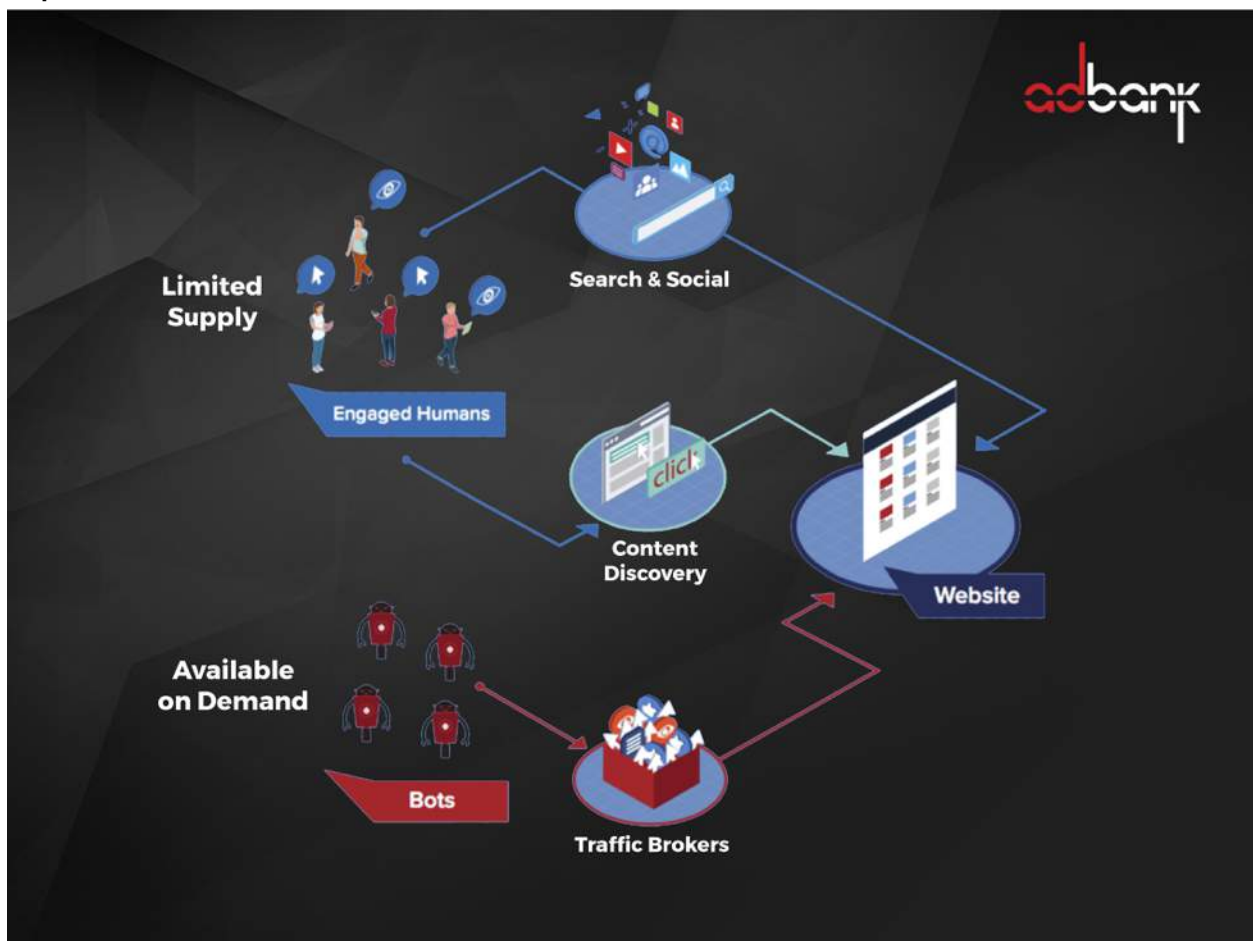 adbank
Search & Social
Limited
Supply
Engaged Humans
click
Content
Discovery
Website
Available
on Demand
Bots
Traffic Brokers